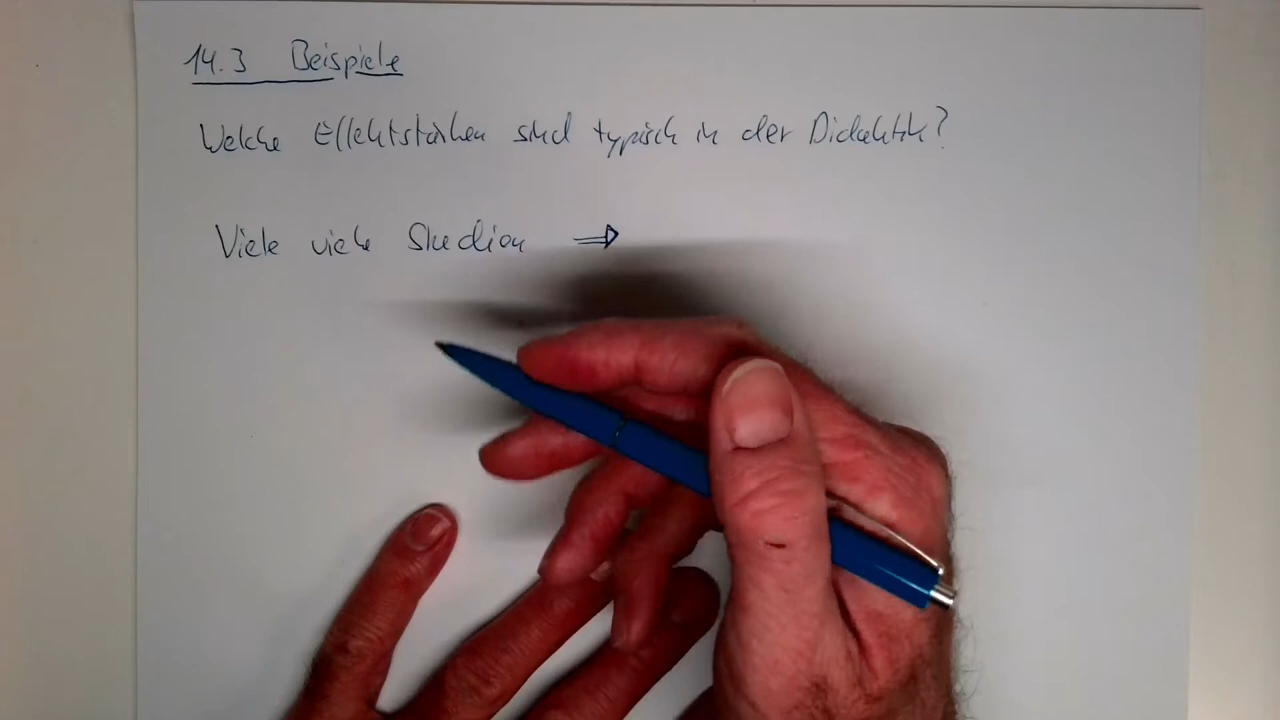 14.3 Beispiele
Welche Effektstärken sind typisch in der Didaktik?
Viele viele Studien ⇒